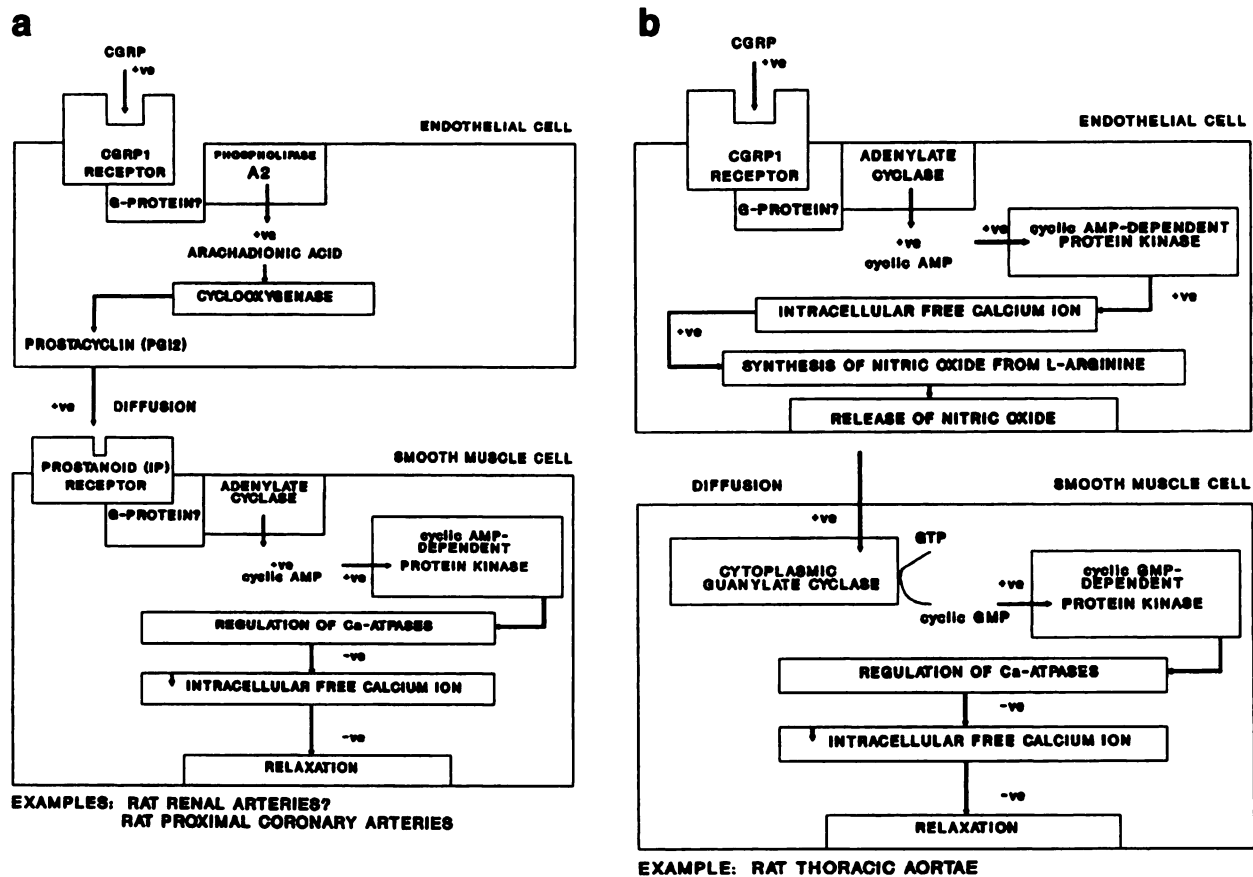 a
CGRP
+ve
ENDOTHELIAL CELL
CGRP1
RECEPTOR
PHOSPHOLIPASE
A2
G-PROTEIN?
+ve
ARACHADIONIC ACID
CYCLOOXYGENASE
PROSTACYCLIN (PGI2)
+ve
DIFFUSION
SMOOTH MUSCLE CELL
PROSTANOID (IP)
RECEPTOR
ADENYLATE
CYCLASE
G-PROTEIN?
+ve
cyclic AMP
+ve
cyclic AMP-
DEPENDENT
PROTEIN KINASE
REGULATION OF Ca-ATPASES
-ve
INTRACELLULAR FREE CALCIUM ION
-ve
RELAXATION
EXAMPLES: RAT RENAL ARTERIES?
RAT PROXIMAL CORONARY ARTERIES
b
CGRP
+ve
ENDOTHELIAL CELL
CGRP1
RECEPTOR
ADENYLATE
CYCLASE
G-PROTEIN?
+ve
cyclic AMP
+ve
cyclic AMP-DEPENDENT
PROTEIN KINASE
+ve
INTRACELLULAR FREE CALCIUM ION
+ve
SYNTHESIS OF NITRIC OXIDE FROM L-ARGININE
RELEASE OF NITRIC OXIDE
DIFFUSION
SMOOTH MUSCLE CELL
+ve
GTP
CYTOPLASMIC
GUANYLATE CYCLASE
cyclic GMP
+ve
cyclic GMP-
DEPENDENT
PROTEIN KINASE
REGULATION OF Ca-ATPASES
-ve
INTRACELLULAR FREE CALCIUM ION
-ve
RELAXATION
EXAMPLE: RAT THORACIC AORTAE